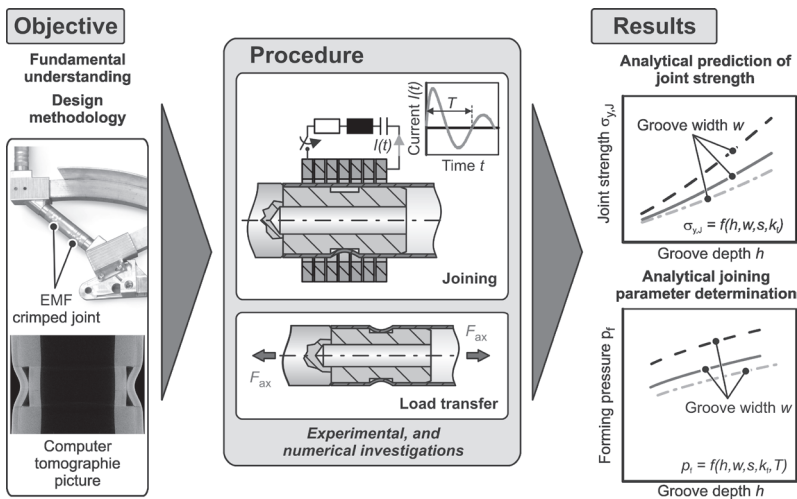 Objective
Fundamental
understanding
Design
methodology
EMF
crimped joint
Computer
tomographie
picture
Procedure
I(t)
Current I(t)
T
Time t
Joining
F_ax
F_ax
Load transfer
Experimental, and
numerical investigations
Results
Analytical prediction of
joint strength
Joint strength σ_y,J
Groove width w
σ_y,J = f(h,w,s,k_f)
Groove depth h
Analytical joining
parameter determination
Forming pressure p_f
Groove width w
p_f = f(h,w,s,k_f,T)
Groove depth h